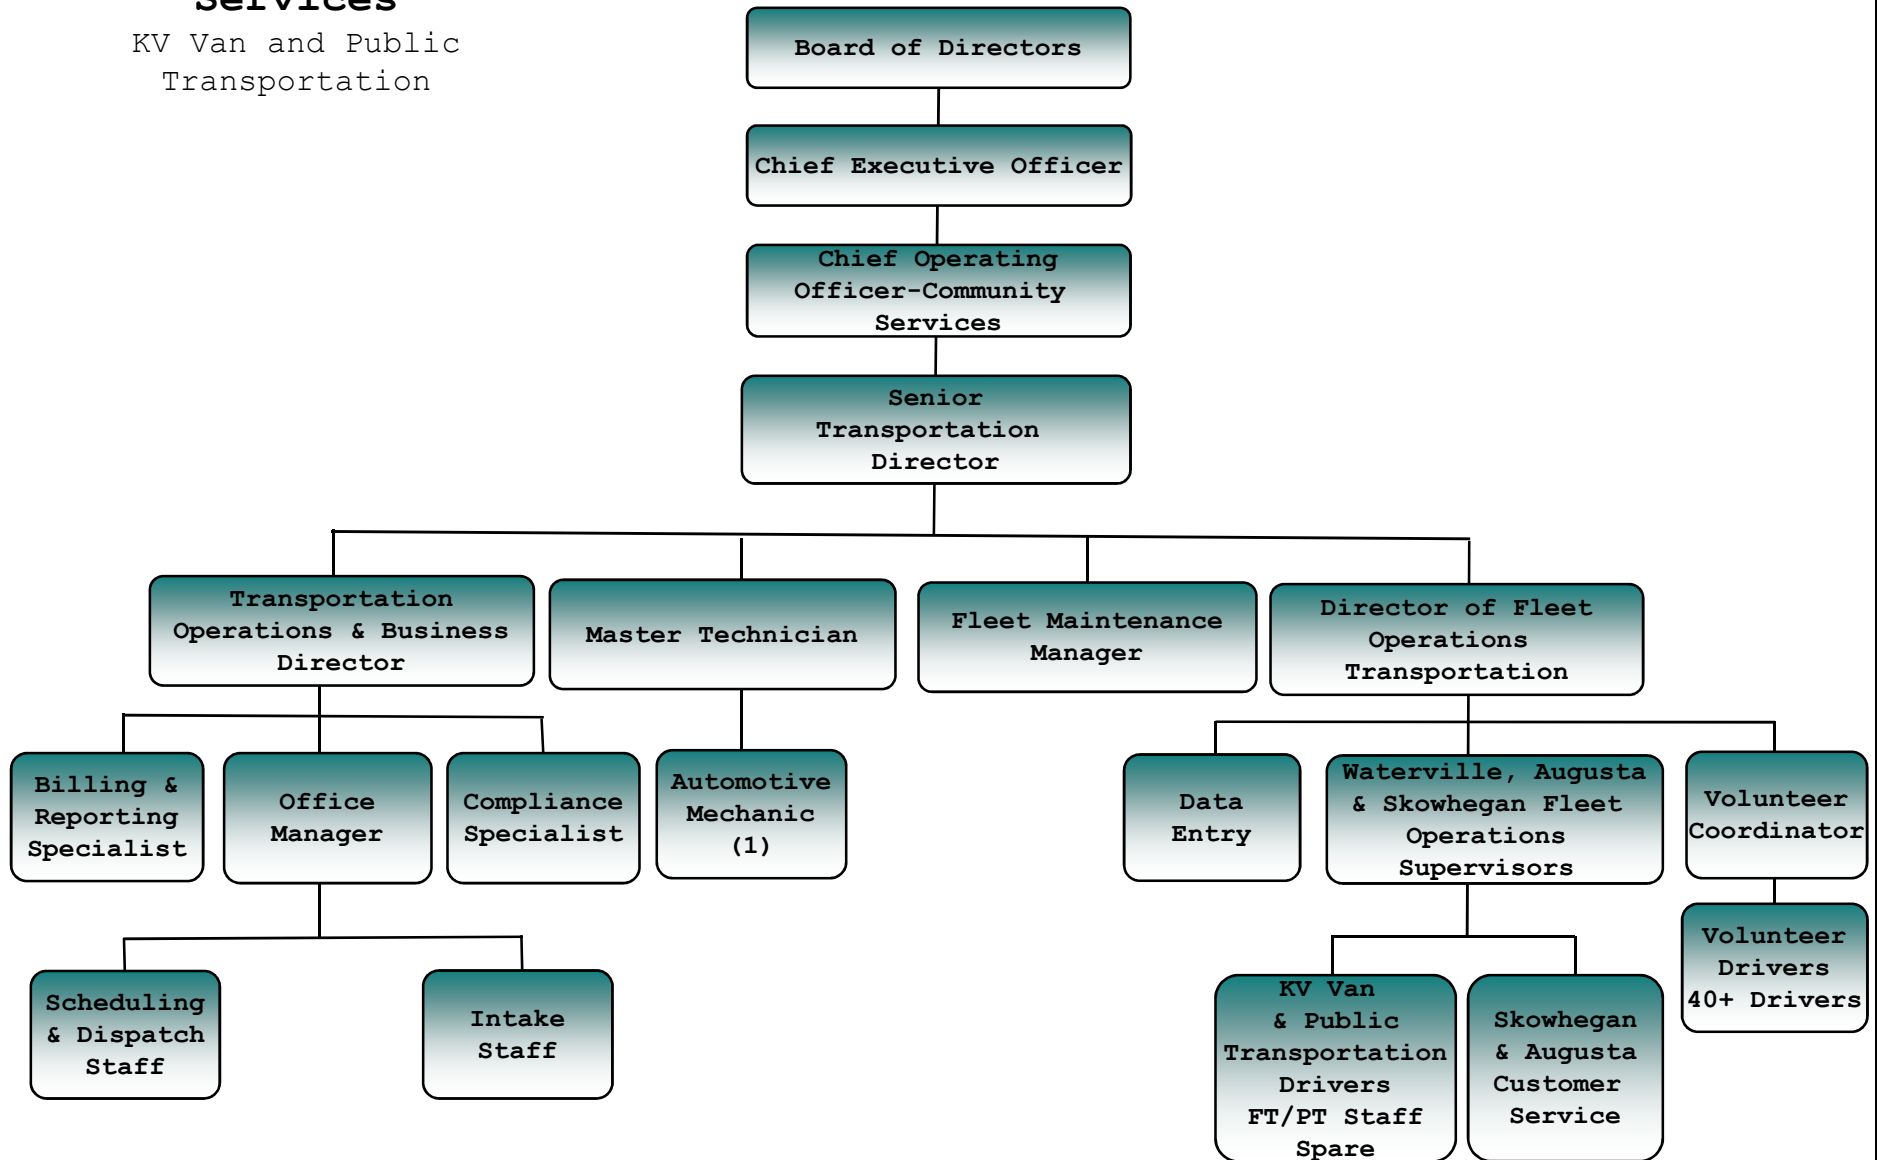 Services
KV Van and Public
Transportation
Board of Directors
Chief Executive Officer
Chief Operating
Officer-Community
Services
Senior
Transportation
Director
Transportation
Operations & Business
Director
Master Technician
Fleet Maintenance
Manager
Director of Fleet
Operations
Transportation
Billing &
Reporting
Specialist
Office
Manager
Compliance
Specialist
Automotive
Mechanic
(1)
Data
Entry
Waterville, Augusta
& Skowhegan Fleet
Operations
Supervisors
Volunteer
Coordinator
Scheduling
& Dispatch
Staff
Intake
Staff
KV Van
& Public
Transportation
Drivers
FT/PT Staff
Spare
Skowhegan
& Augusta
Customer
Service
Volunteer
Drivers
40+ Drivers